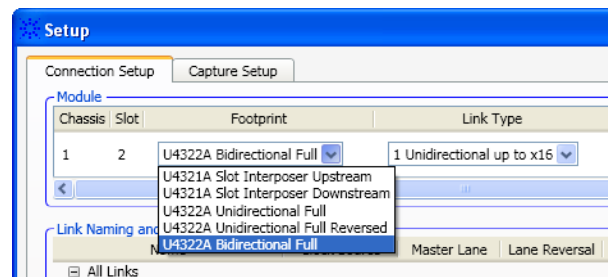 Setup
Connection Setup Capture Setup
Module
Chassis Slot Footprint Link Type
1 2 U4322A Bidirectional Full 1 Unidirectional up to x16
U4321A Slot Interposer Upstream
U4321A Slot Interposer Downstream
U4322A Unidirectional Full
U4322A Unidirectional Full Reversed
Link Naming and
U4322A Bidirectional Full
Master Lane Lane Reversal
All Links